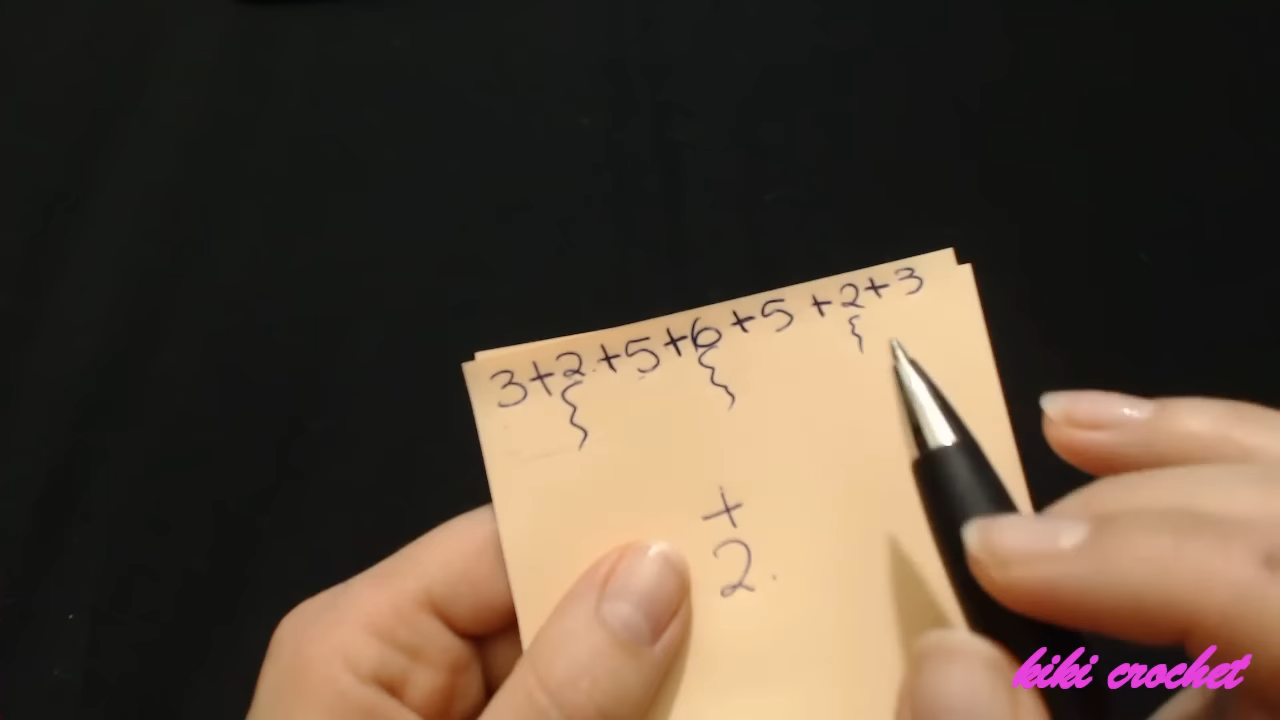 3+2+5+6+5+2+3
+
2.
kiki crochet